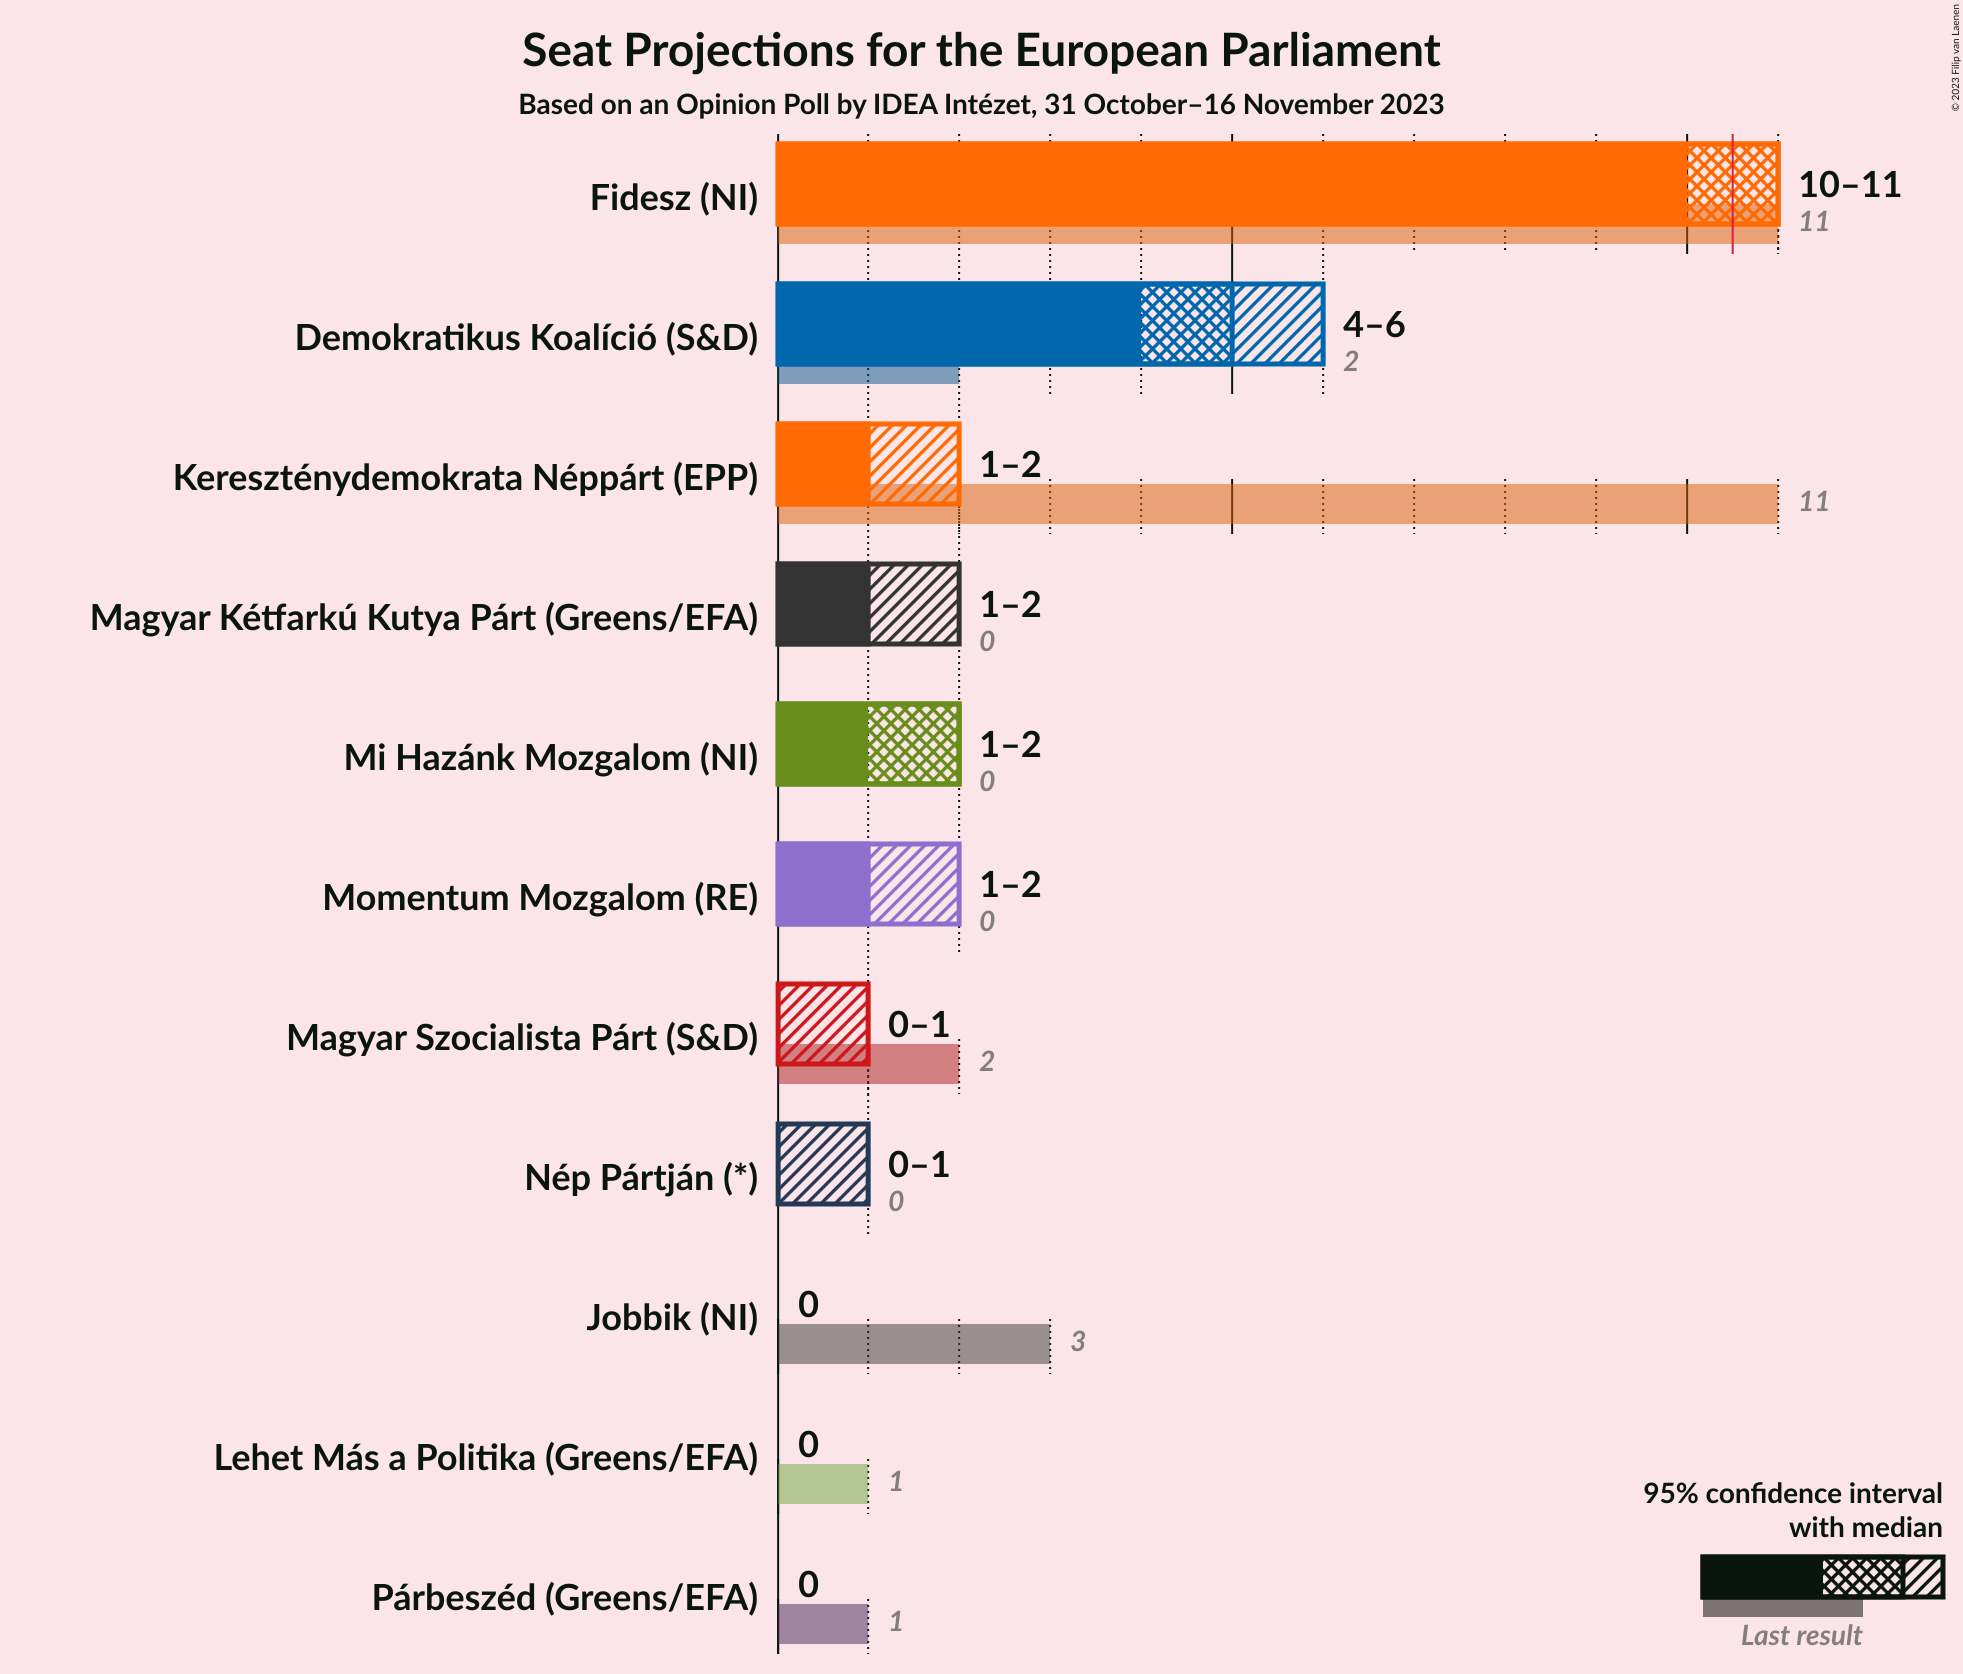 Seat Projections for the European Parliament
Based on an Opinion Poll by IDEA Intézet, 31 October–16 November 2023
© 2023 Filip van Laenen
Fidesz (NI)
10–11
11
Demokratikus Koalíció (S&D)
4–6
2
Kereszténydemokrata Néppárt (EPP)
1–2
11
Magyar Kétfarkú Kutya Párt (Greens/EFA)
1–2
0
Mi Hazánk Mozgalom (NI)
1–2
0
Momentum Mozgalom (RE)
1–2
0
Magyar Szocialista Párt (S&D)
0–1
2
Nép Pártján (*)
0–1
0
Jobbik (NI)
0
3
Lehet Más a Politika (Greens/EFA)
0
1
Párbeszéd (Greens/EFA)
0
1
95% confidence interval
with median
Last result